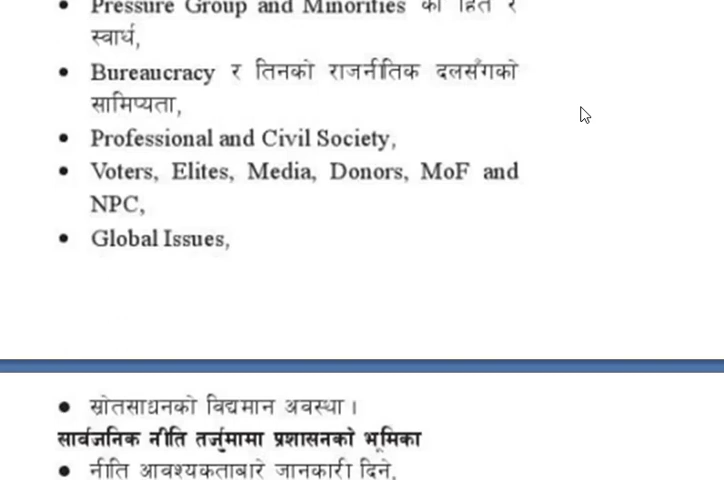 • Pressure Group and Minorities को हित र
स्वार्थ,
• Bureaucracy र तिनको राजर्नीतिक दलसँगको
सामिप्यता,
• Professional and Civil Society,
• Voters, Elites, Media, Donors, MoF and
NPC,
• Global Issues,
• स्रोतसाधनको विद्यमान अवस्था ।
सार्वजनिक नीति तर्जुमामा प्रशासनको भूमिका
• नीति आवश्यकताबारे जानकारी दिने,